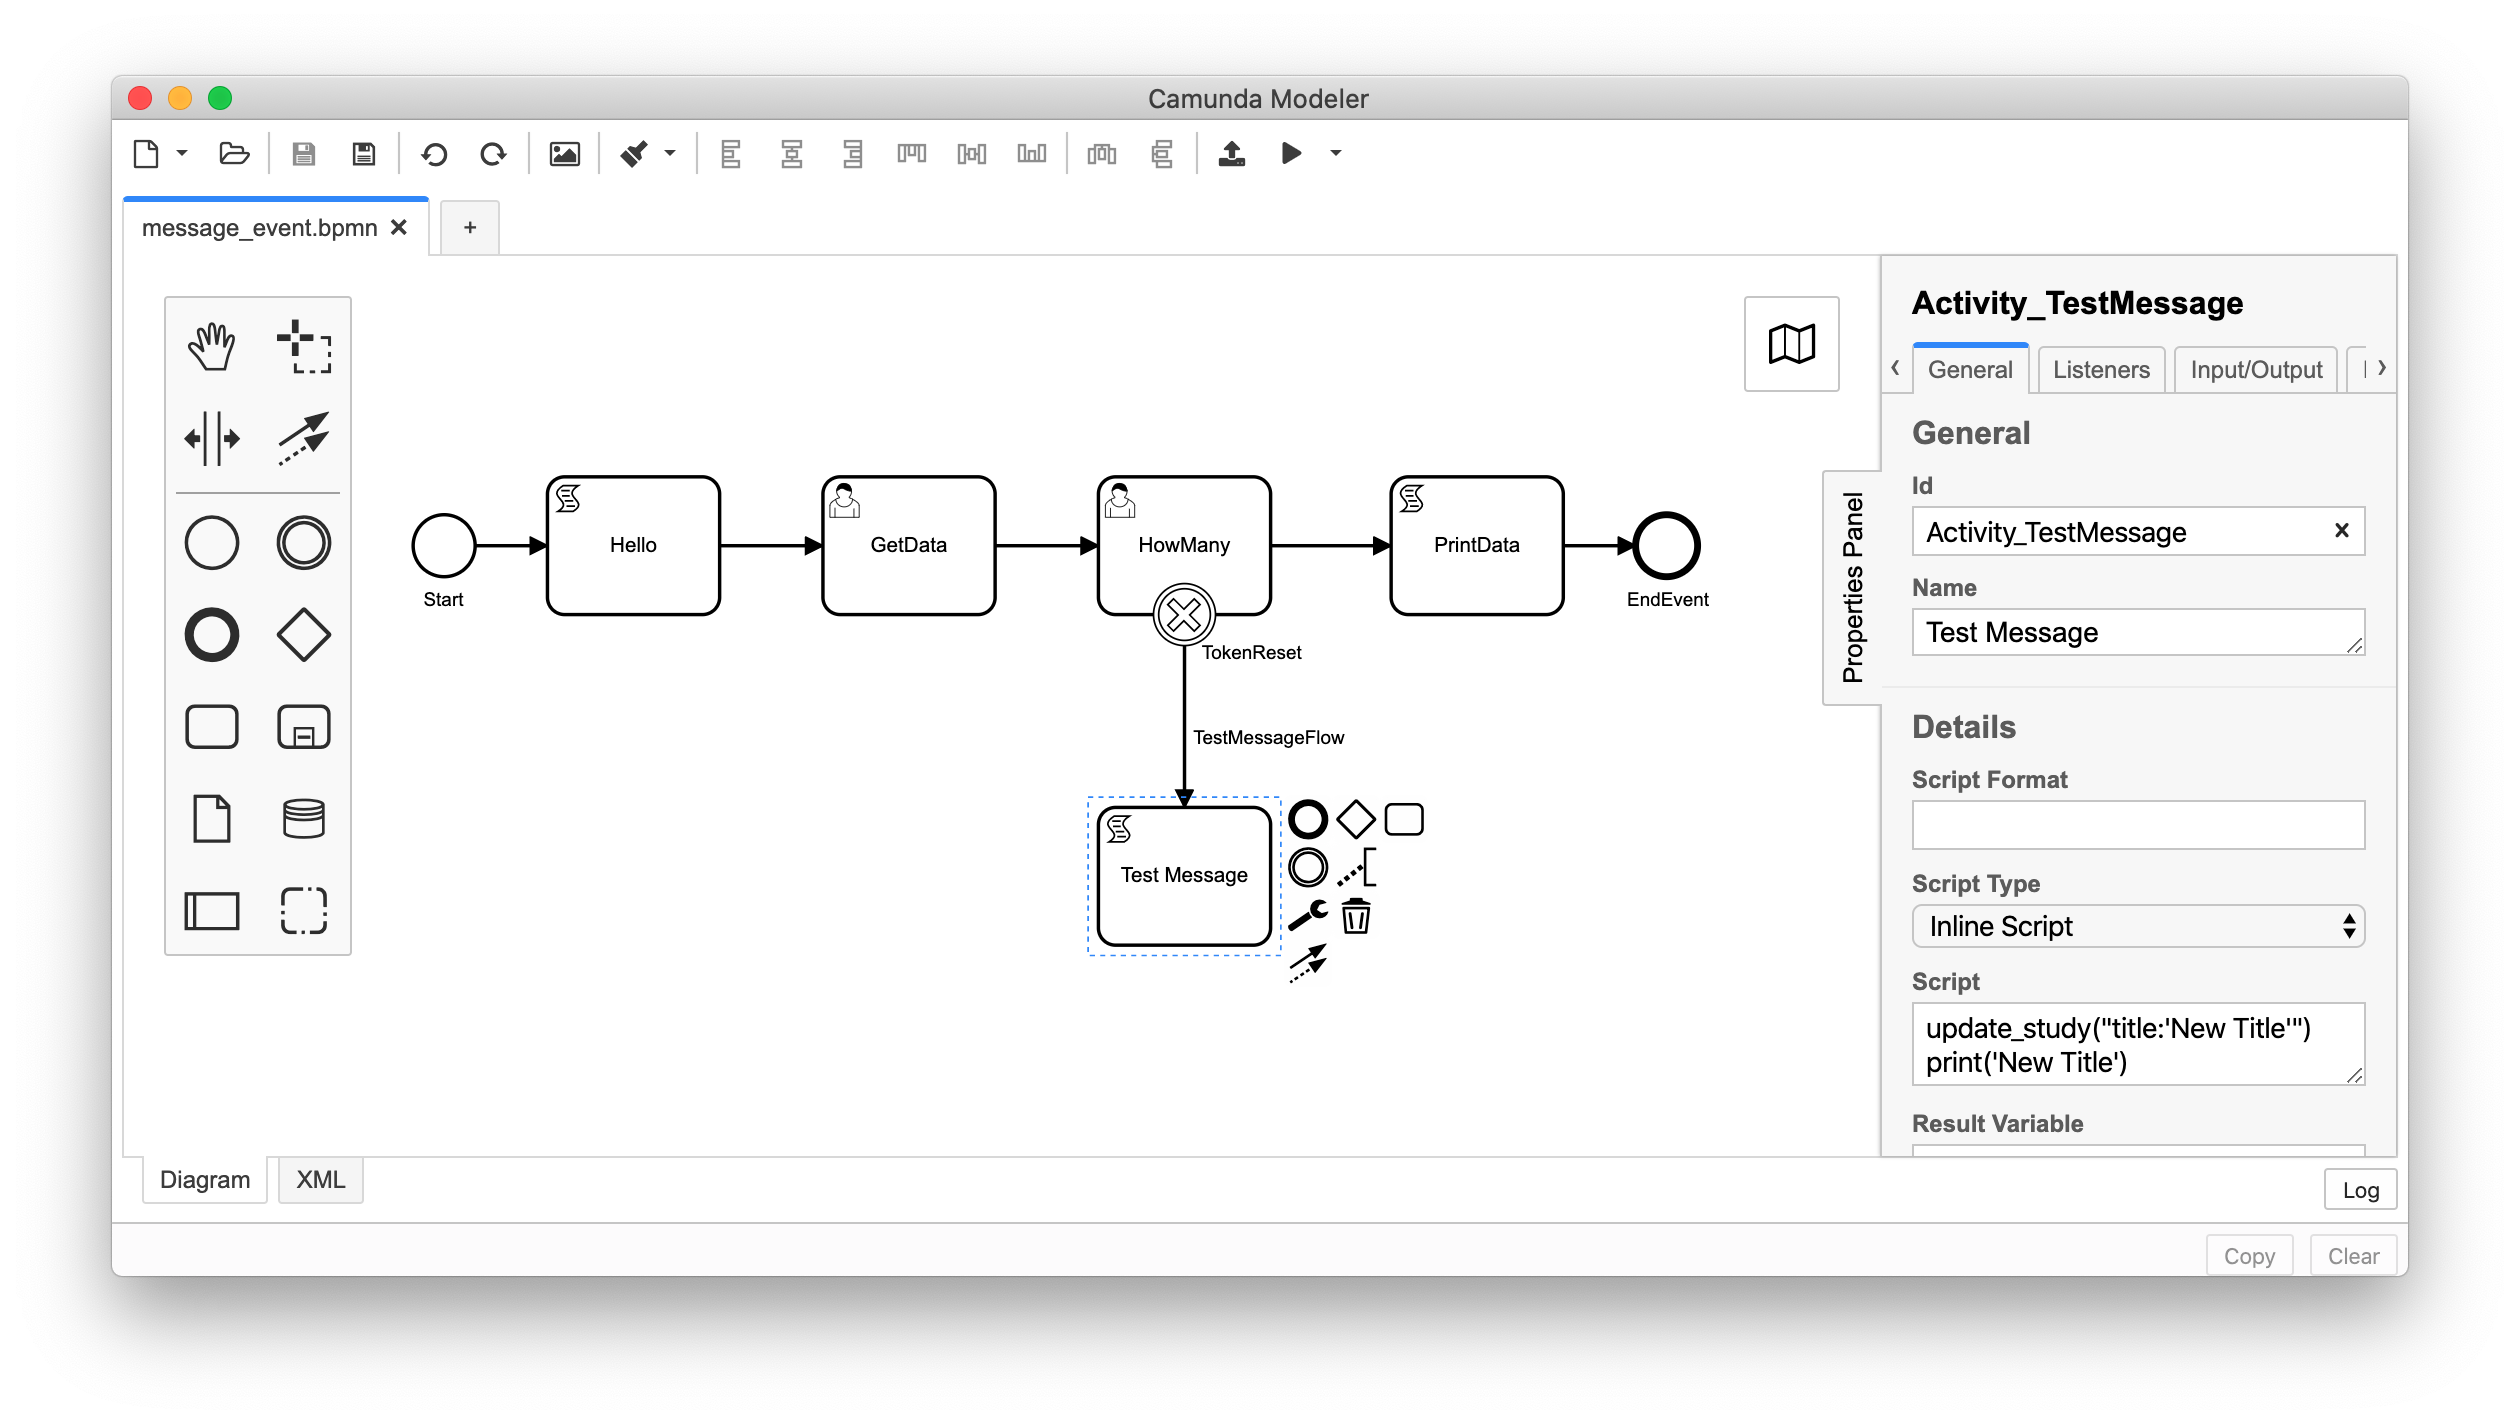 Camunda Modeler
message_event.bpmn
+
Activity_TestMessage
General
Listeners
Input/Output
General
Id
Activity_TestMessage
Name
Test Message
Properties Panel
Details
Script Format
Script Type
Inline Script
Script
update_study("title:'New Title'")
print('New Title')
Result Variable
Hello
GetData
HowMany
PrintData
Start
EndEvent
TokenReset
TestMessageFlow
Test Message
Diagram
XML
Log
Copy
Clear